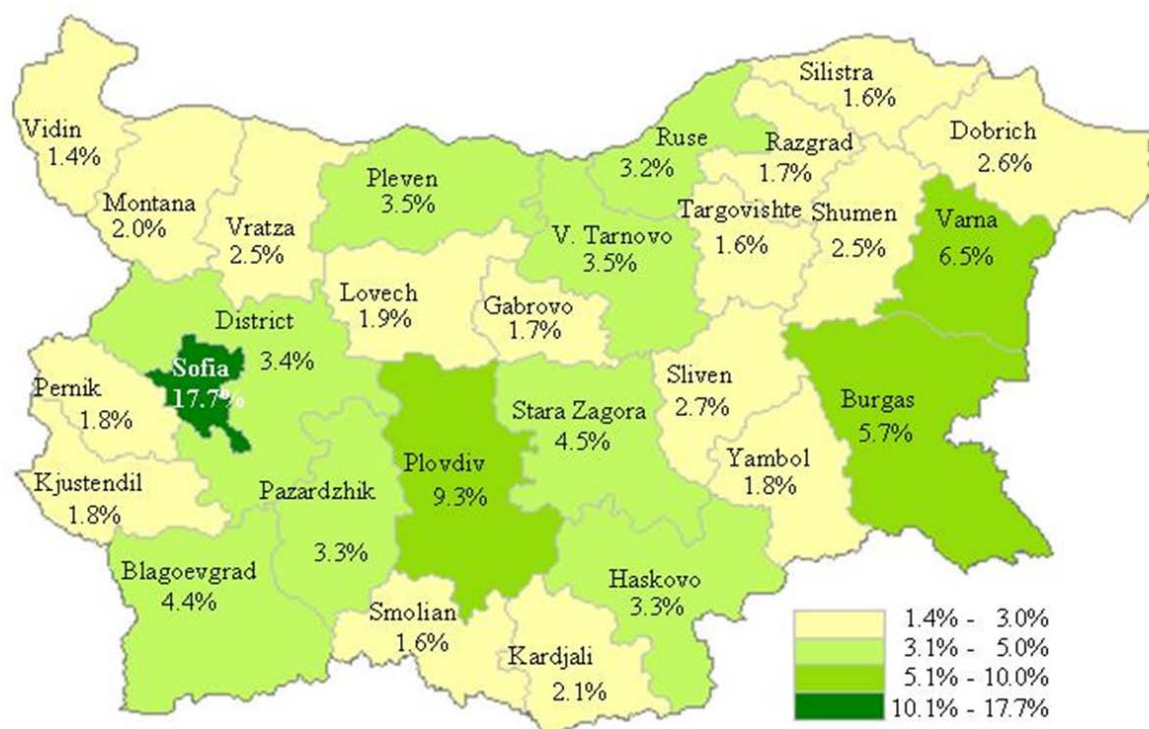 Silistra
1.6%
Vidin
1.4%
Ruse
3.2%
Razgrad
1.7%
Dobrich
2.6%
Pleven
3.5%
Montana
2.0%
Vratza
2.5%
Targovishte
1.6%
Shumen
2.5%
Varna
6.5%
V. Tarnovo
3.5%
Lovech
1.9%
Gabrovo
1.7%
District
3.4%
Sofia
17.7%
Pernik
1.8%
Sliven
2.7%
Burgas
5.7%
Stara Zagora
4.5%
Plovdiv
9.3%
Yambol
1.8%
Kjustendil
1.8%
Pazardzhik
3.3%
Blagoevgrad
4.4%
Haskovo
3.3%
Smolian
1.6%
Kardjali
2.1%
1.4% - 3.0%
3.1% - 5.0%
5.1% - 10.0%
10.1% - 17.7%